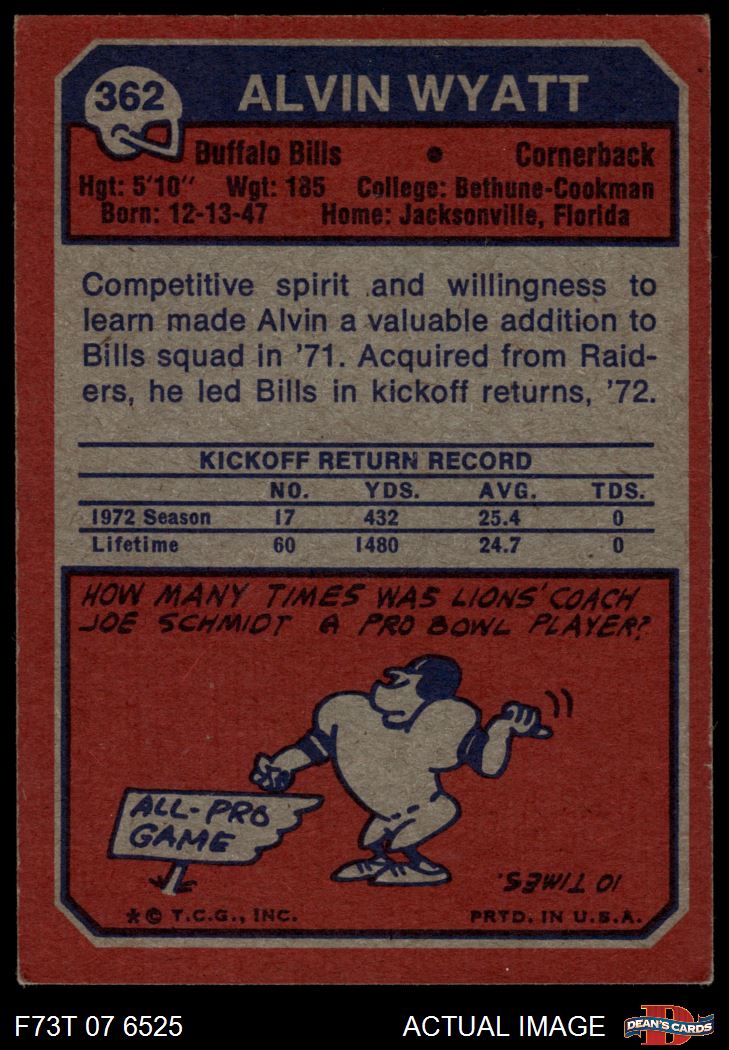 362
ALVIN WYATT
Buffalo Bills • Cornerback
Hgt: 5'10" Wgt: 185 College: Bethune-Cookman
Born: 12-13-47 Home: Jacksonville, Florida
Competitive spirit and willingness to
learn made Alvin a valuable addition to
Bills squad in '71. Acquired from Raid-
ers, he led Bills in kickoff returns, '72.
KICKOFF RETURN RECORD
NO. YDS. AVG. TDS.
1972 Season 17 432 25.4 0
Lifetime 60 1480 24.7 0
HOW MANY TIMES WAS LIONS' COACH
JOE SCHMIDT A PRO BOWL PLAYER?
ALL-PRO
GAME
10 TIMES.
* © T.C.G., INC. PRTD. IN U.S.A.
F73T 07 6525 ACTUAL IMAGE
D
DEAN'S CARDS